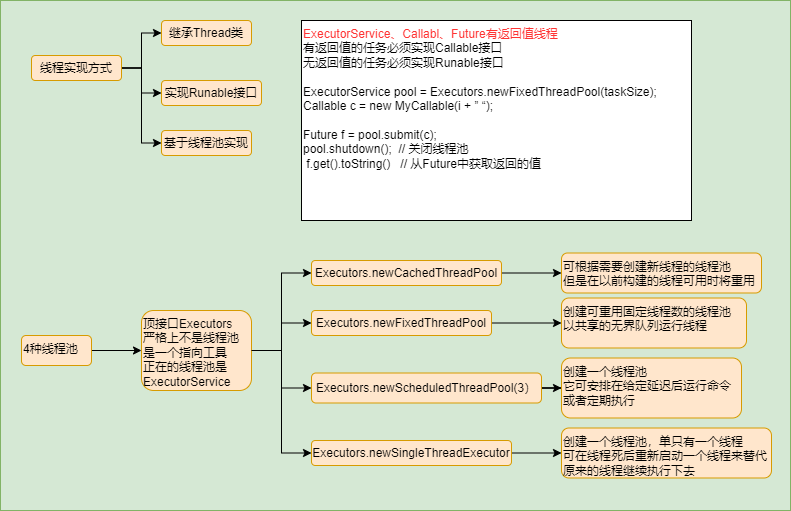 线程实现方式
继承Thread类
实现Runable接口
基于线程池实现
ExecutorService、Callabl、Future有返回值线程
有返回值的任务必须实现Callable接口
无返回值的任务必须实现Runable接口
ExecutorService pool = Executors.newFixedThreadPool(taskSize);
Callable c = new MyCallable(i + ” “);
Future f = pool.submit(c);
pool.shutdown();  // 关闭线程池
f.get().toString()   // 从Future中获取返回的值
4种线程池
顶接口Executors
严格上不是线程池
是一个指向工具
正在的线程池是
ExecutorService
Executors.newCachedThreadPool
可根据需要创建新线程的线程池
但是在以前构建的线程可用时将重用
Executors.newFixedThreadPool
创建可重用固定线程数的线程池
以共享的无界队列运行线程
Executors.newScheduledThreadPool(3）
创建一个线程池
它可安排在给定延迟后运行命令
或者定期执行
Executors.newSingleThreadExecutor
创建一个线程池，单只有一个线程
可在线程死后重新启动一个线程来替代
原来的线程继续执行下去